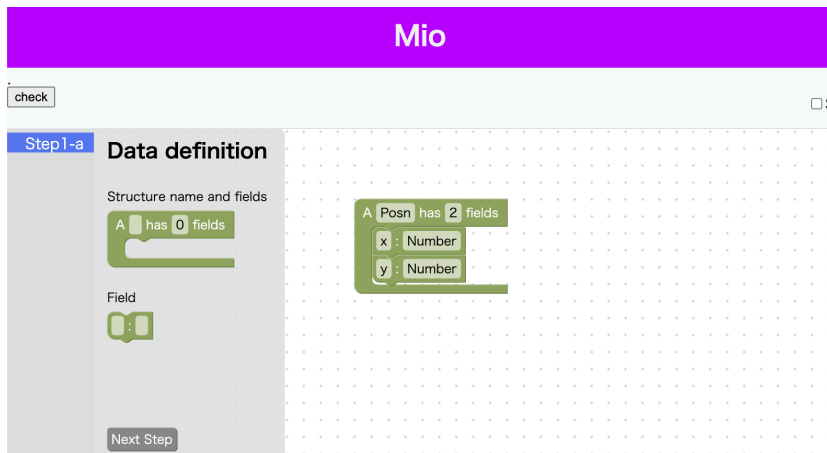 Mio
check
Step1-a
Data definition
Structure name and fields
A has 0 fields
Field
:
Next Step
A Posn has 2 fields
x : Number
y : Number